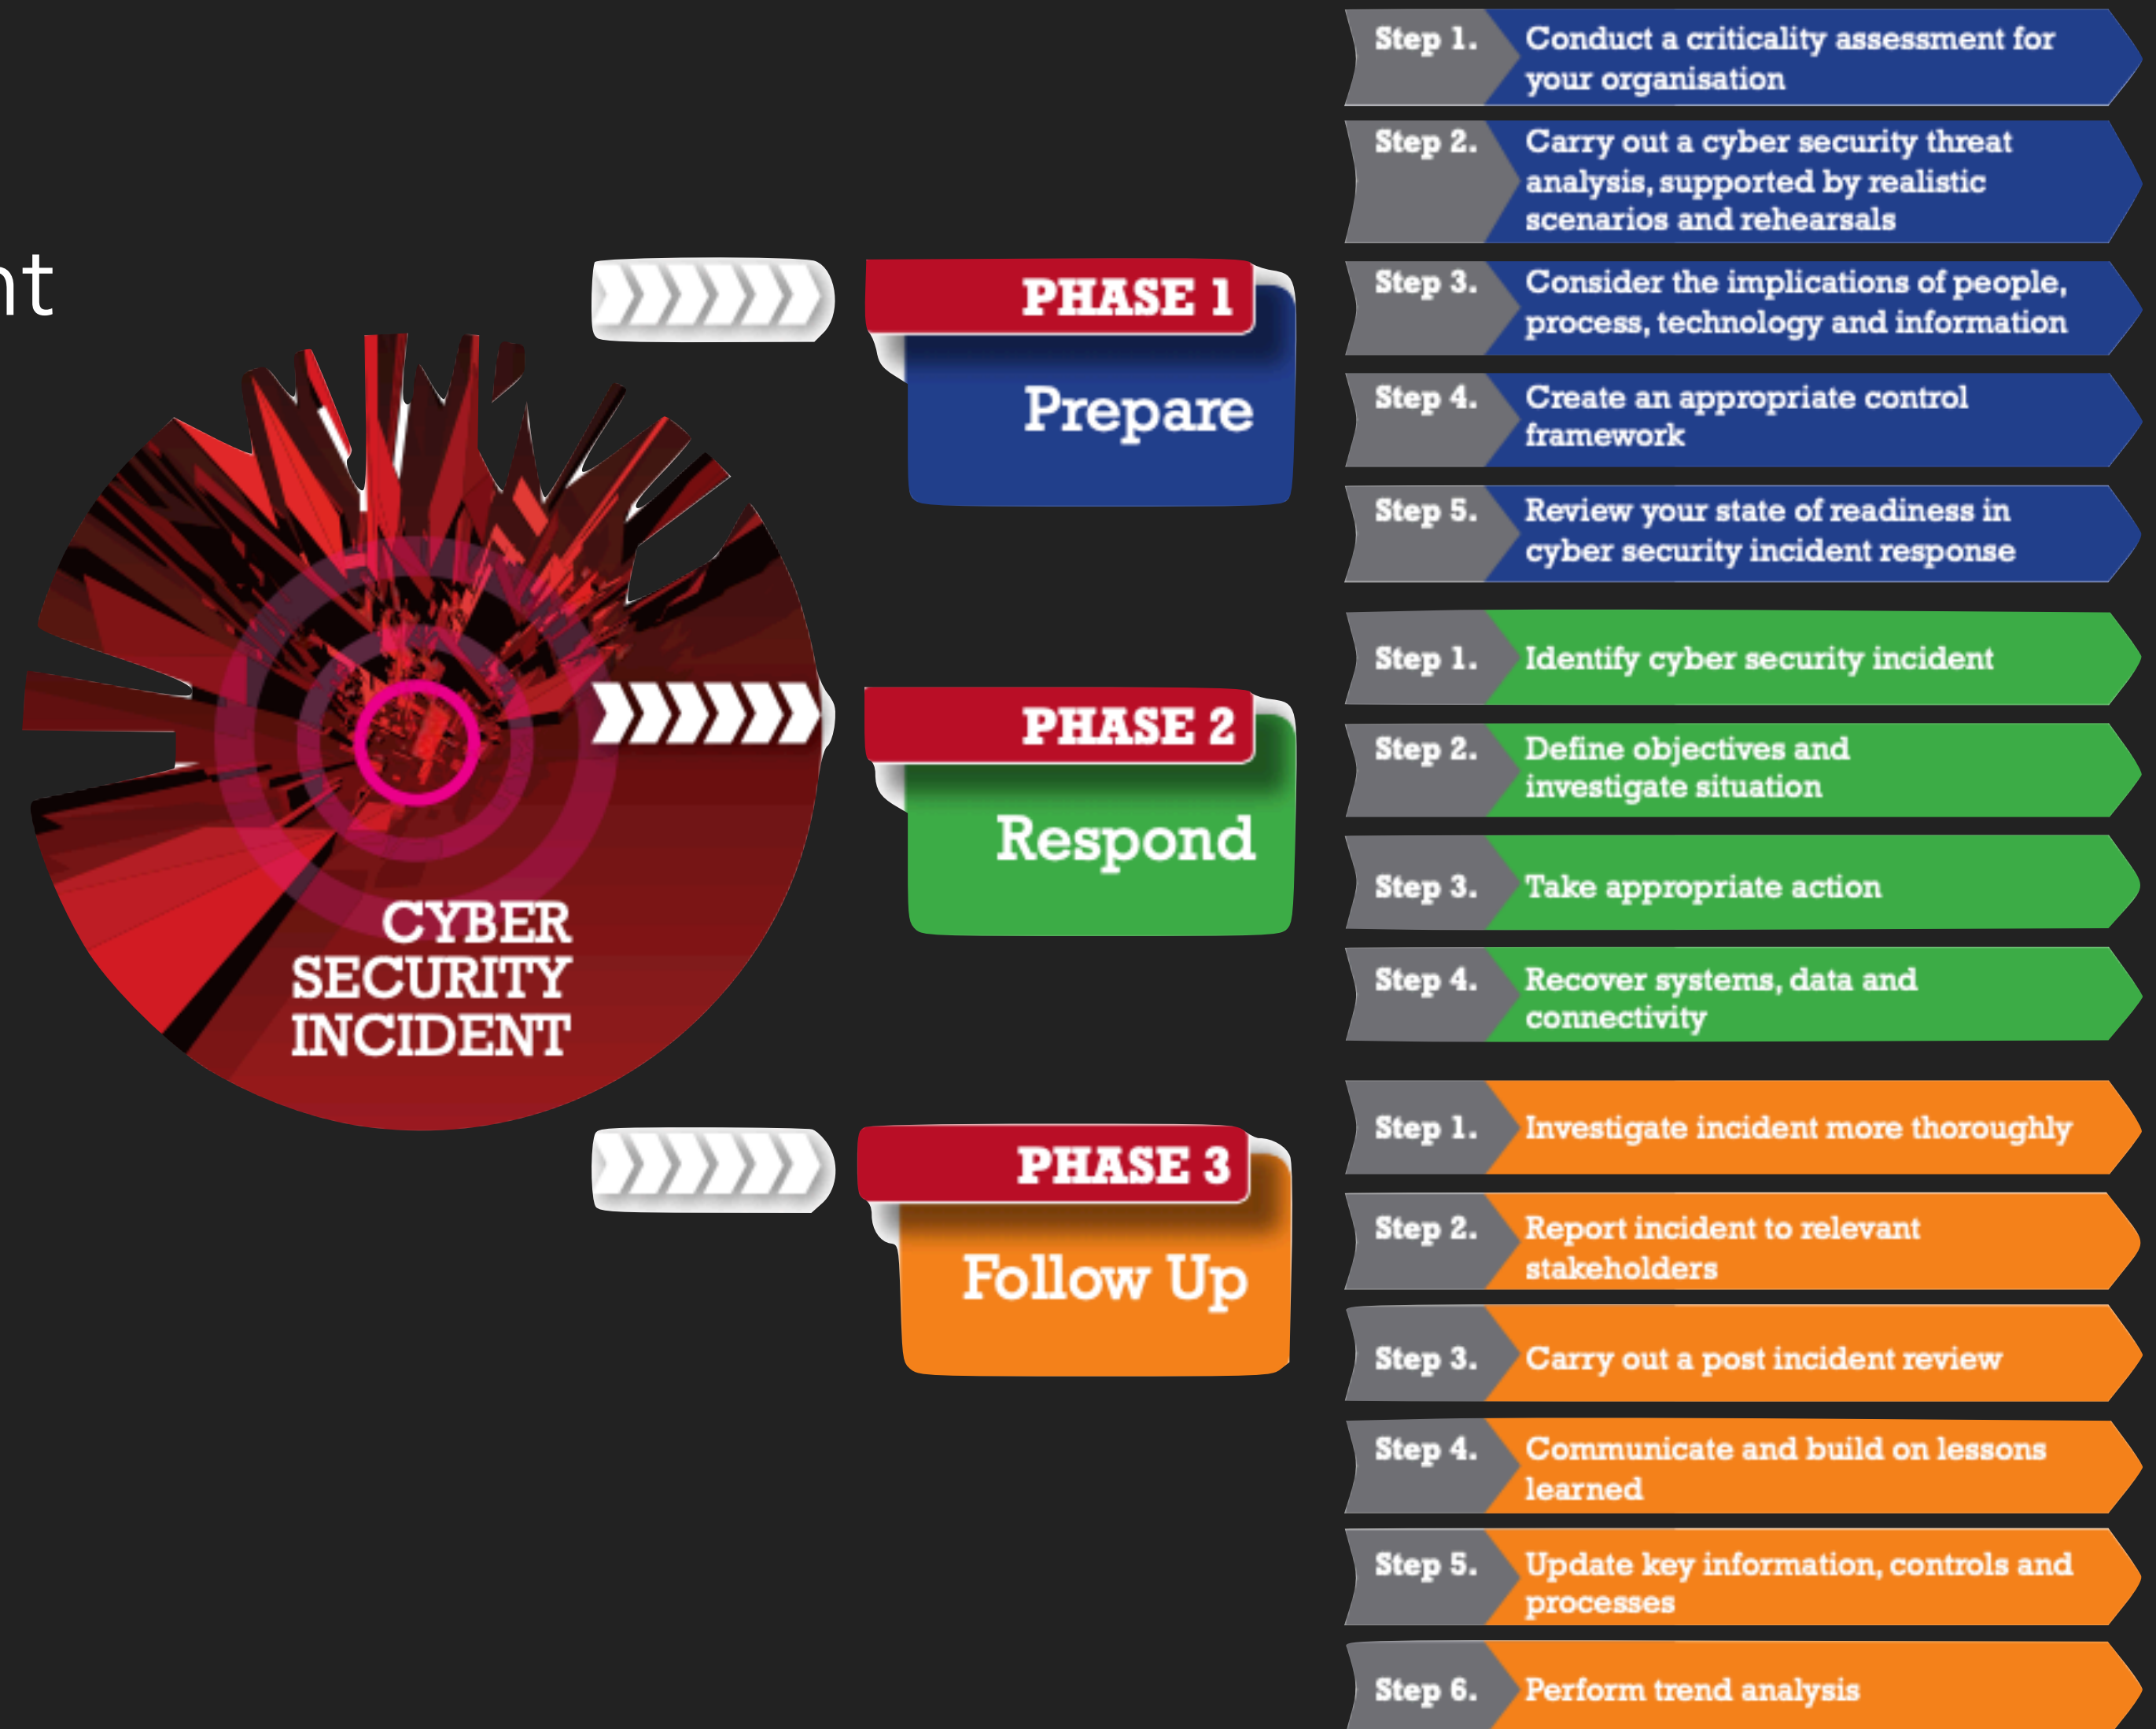 nt
CYBER
SECURITY
INCIDENT
PHASE 1
Prepare
Step 1. Conduct a criticality assessment for
your organisation
Step 2. Carry out a cyber security threat
analysis, supported by realistic
scenarios and rehearsals
Step 3. Consider the implications of people,
process, technology and information
Step 4. Create an appropriate control
framework
Step 5. Review your state of readiness in
cyber security incident response
PHASE 2
Respond
Step 1. Identify cyber security incident
Step 2. Define objectives and
investigate situation
Step 3. Take appropriate action
Step 4. Recover systems, data and
connectivity
PHASE 3
Follow Up
Step 1. Investigate incident more thoroughly
Step 2. Report incident to relevant
stakeholders
Step 3. Carry out a post incident review
Step 4. Communicate and build on lessons
learned
Step 5. Update key information, controls and
processes
Step 6. Perform trend analysis